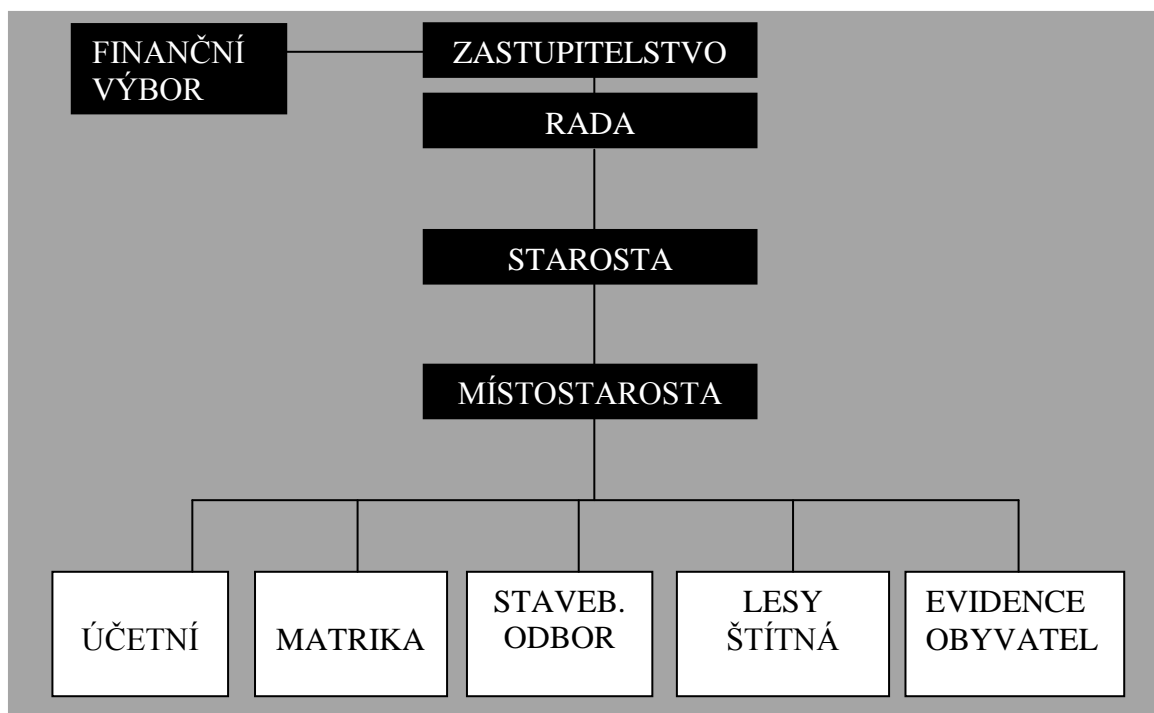 FINANČNÍ
VÝBOR
ZASTUPITELSTVO
RADA
STAROSTA
MÍSTOSTAROSTA
ÚČETNÍ
MATRIKA
STAVEB.
ODBOR
LESY
ŠTÍTNÁ
EVIDENCE
OBYVATEL